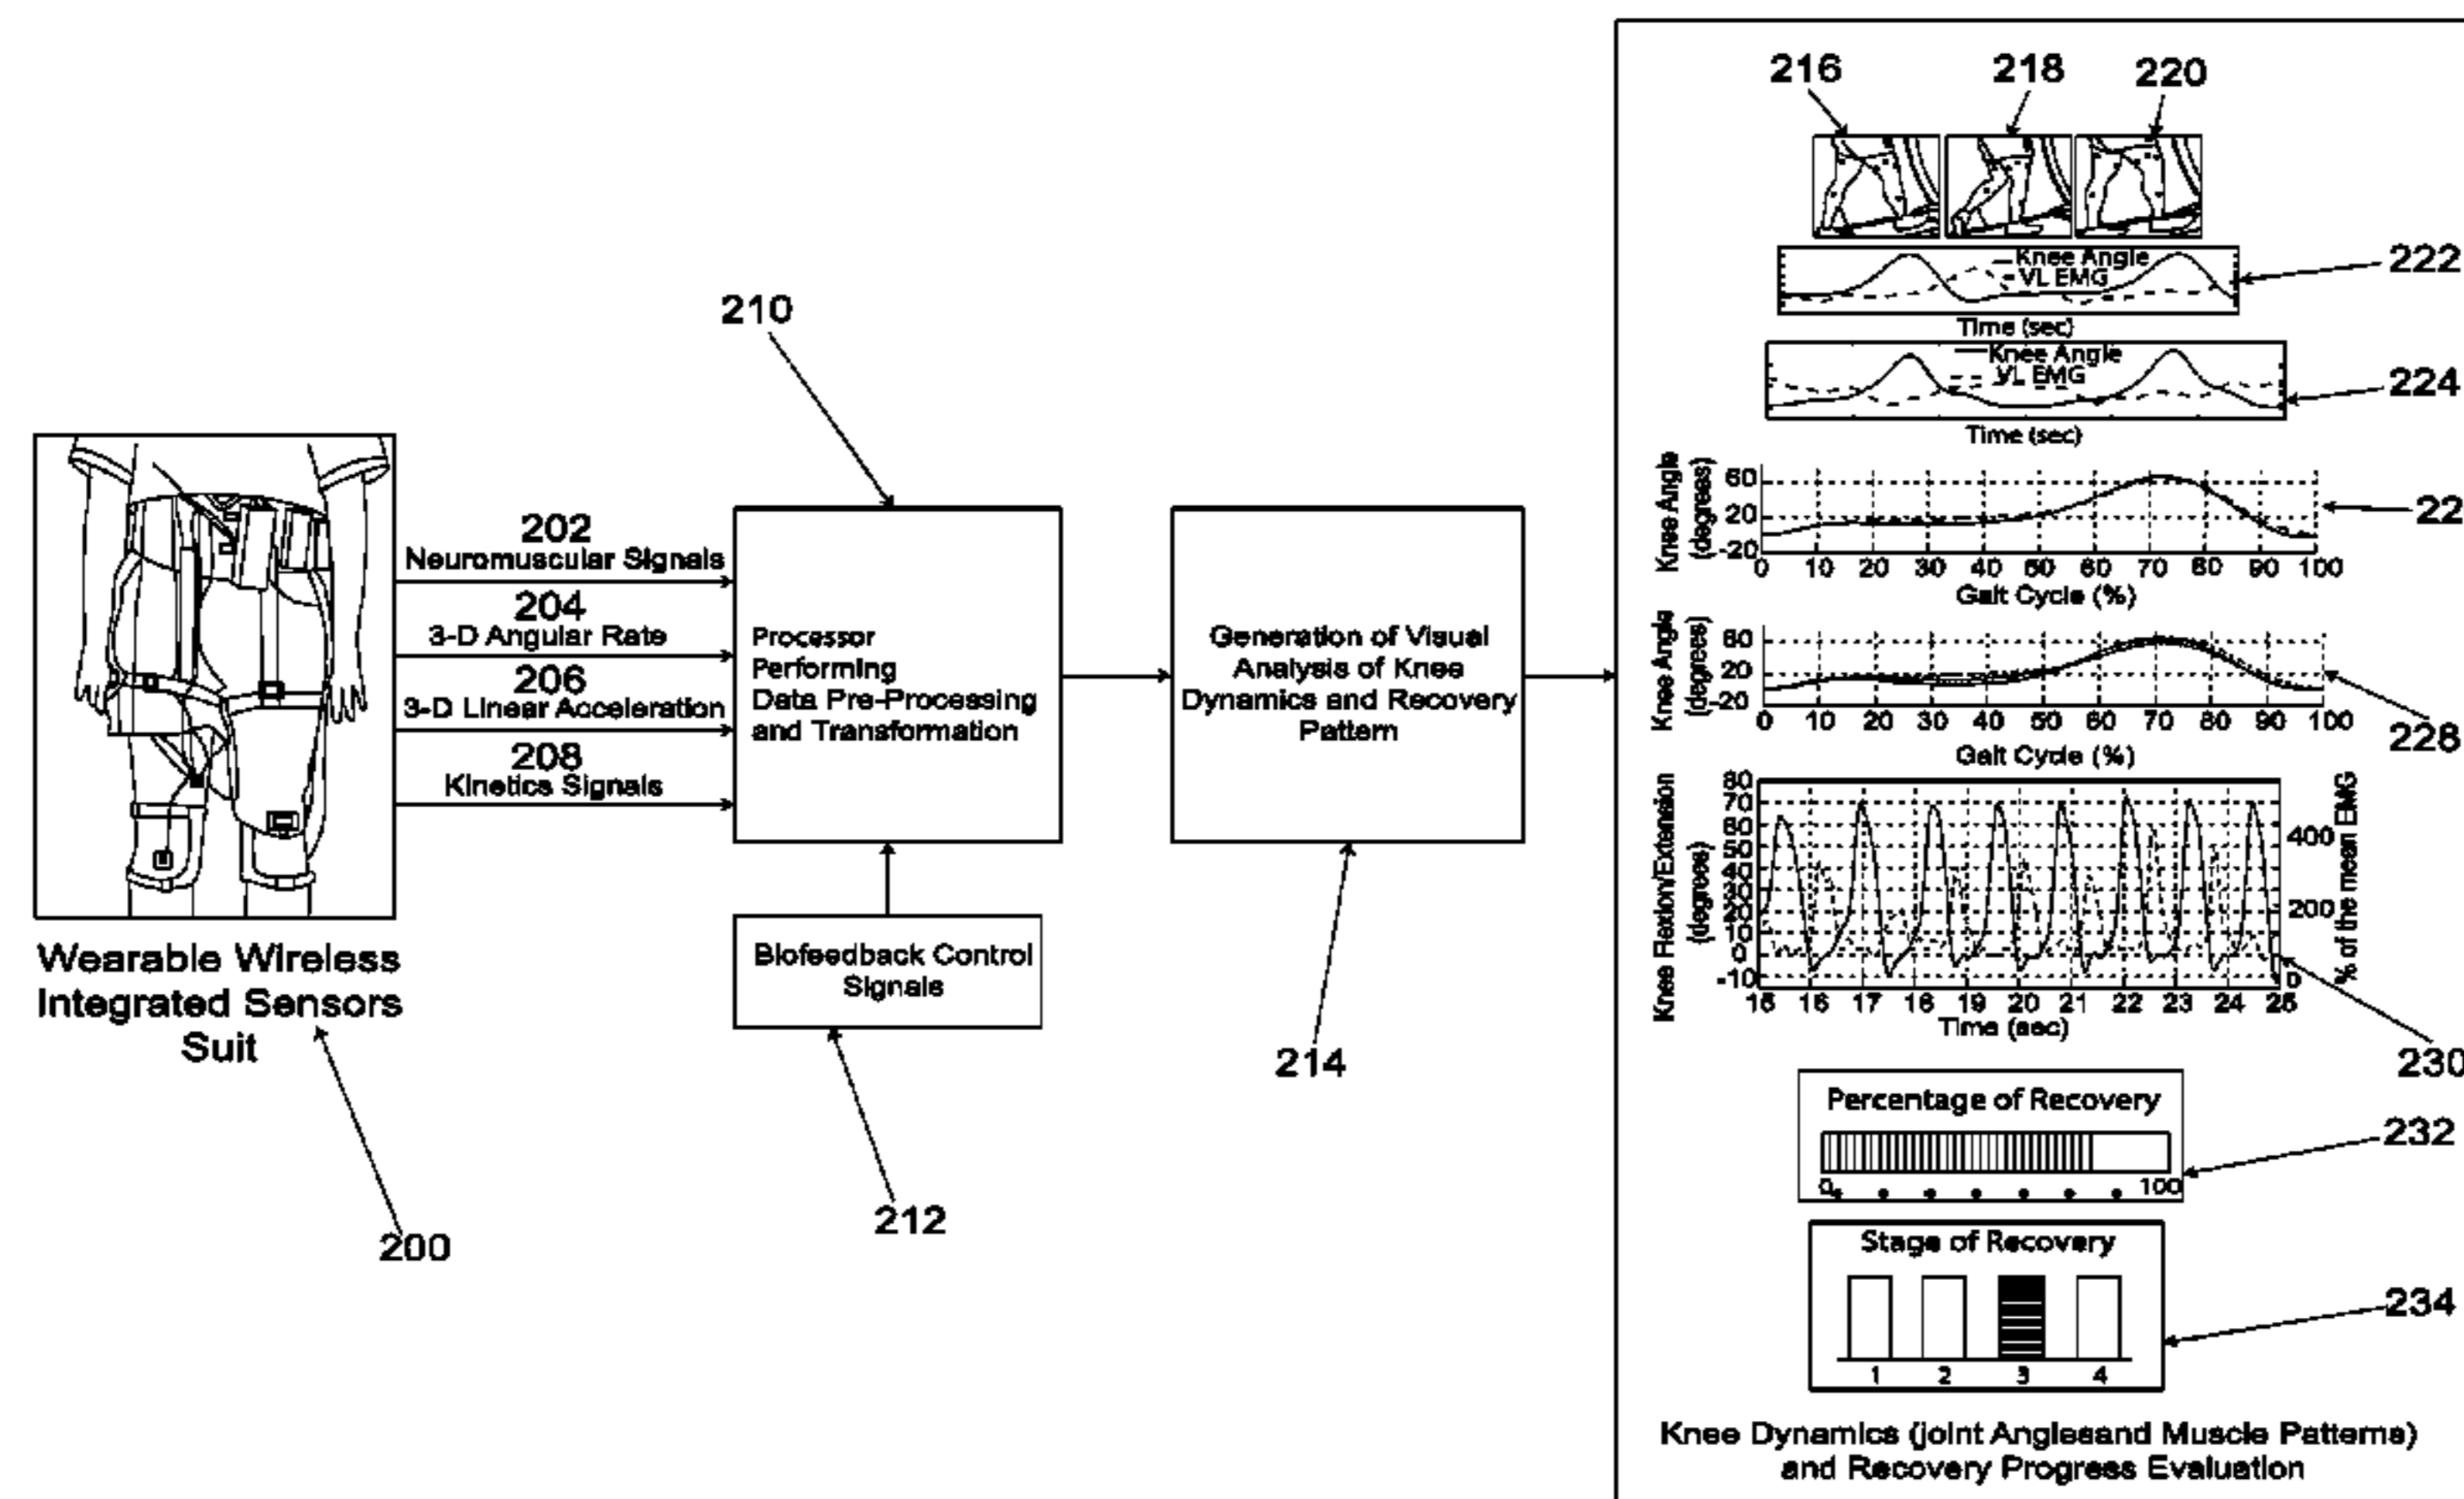 216 218 220
Knee Angle
VL EMG
222
Time (sec)
Knee Angle
VL EMG
224
Time (sec)
Knee Angle
(degrees)
60
20
-20
0 10 20 30 40 50 60 70 80 90 100
Gait Cycle (%)
22
Knee Angle
(degrees)
60
20
-20
0 10 20 30 40 50 60 70 80 90 100
Gait Cycle (%)
228
Knee Flexion/Extension
(degrees)
80
70
60
50
40
30
20
10
0
-10
15 16 17 18 19 20 21 22 23 24 25
Time (sec)
400
200
0
% of the mean EMG
230
Percentage of Recovery
0 100
232
Stage of Recovery
1 2 3 4
234
Knee Dynamics (joint Anglesand Muscle Patterns)
and Recovery Progress Evaluation
210
202
Neuromuscular Signals
204
3-D Angular Rate
206
3-D Linear Acceleration
208
Kinetics Signals
Processor
Performing
Data Pre-Processing
and Transformation
Generation of Visual
Analysis of Knee
Dynamics and Recovery
Pattern
Biofeedback Control
Signals
214
212
Wearable Wireless
Integrated Sensors
Suit
200